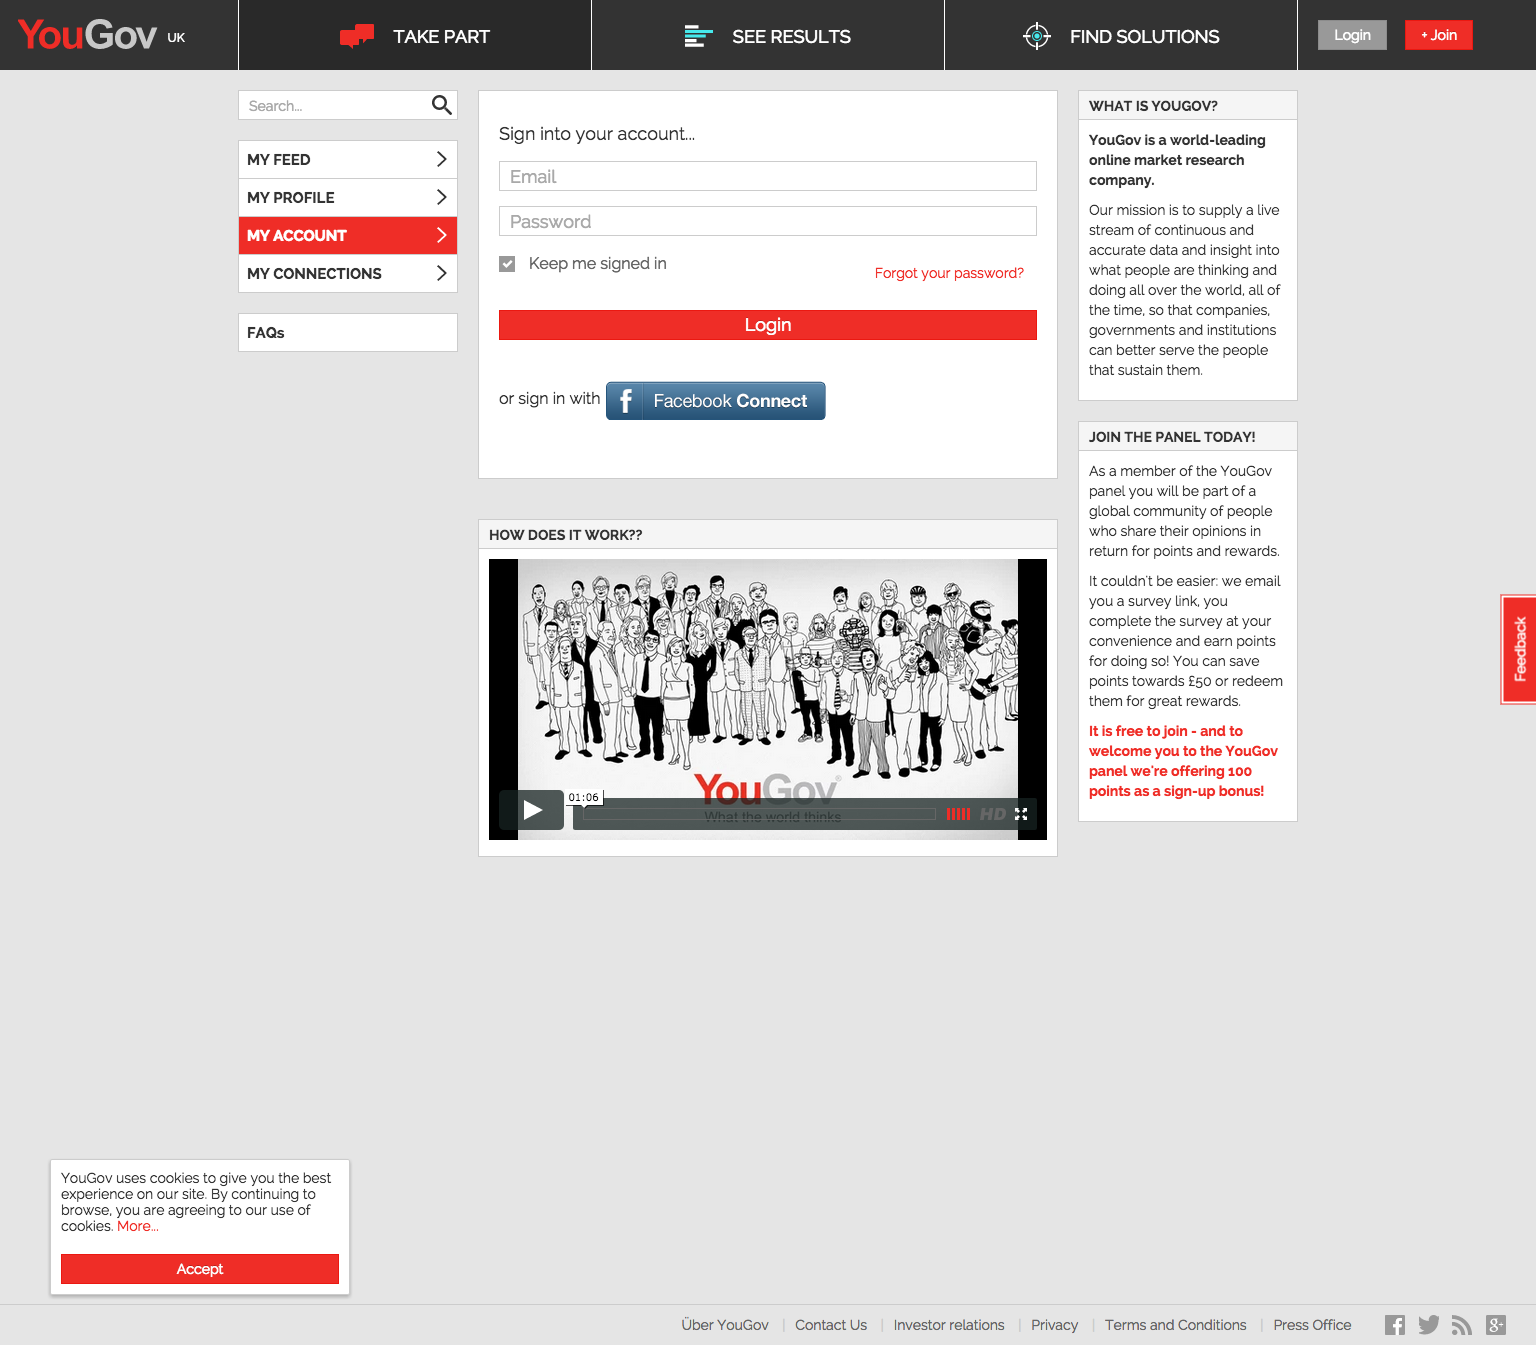 YouGov UK
TAKE PART
SEE RESULTS
FIND SOLUTIONS
Login
+ Join
Search...
MY FEED
MY PROFILE
MY ACCOUNT
MY CONNECTIONS
FAQs
Sign into your account...
Email
Password
Keep me signed in
Forgot your password?
Login
or sign in with
f Facebook Connect
HOW DOES IT WORK??
YouGov®
What the world thinks
01:06
HD
WHAT IS YOUGOV?
YouGov is a world-leading
online market research
company.
Our mission is to supply a live
stream of continuous and
accurate data and insight into
what people are thinking and
doing all over the world, all of
the time, so that companies,
governments and institutions
can better serve the people
that sustain them.
JOIN THE PANEL TODAY!
As a member of the YouGov
panel you will be part of a
global community of people
who share their opinions in
return for points and rewards.
It couldn't be easier: we email
you a survey link, you
complete the survey at your
convenience and earn points
for doing so! You can save
points towards £50 or redeem
them for great rewards.
It is free to join - and to
welcome you to the YouGov
panel we're offering 100
points as a sign-up bonus!
Feedback
YouGov uses cookies to give you the best
experience on our site. By continuing to
browse, you are agreeing to our use of
cookies. More...
Accept
Über YouGov
Contact Us
Investor relations
Privacy
Terms and Conditions
Press Office